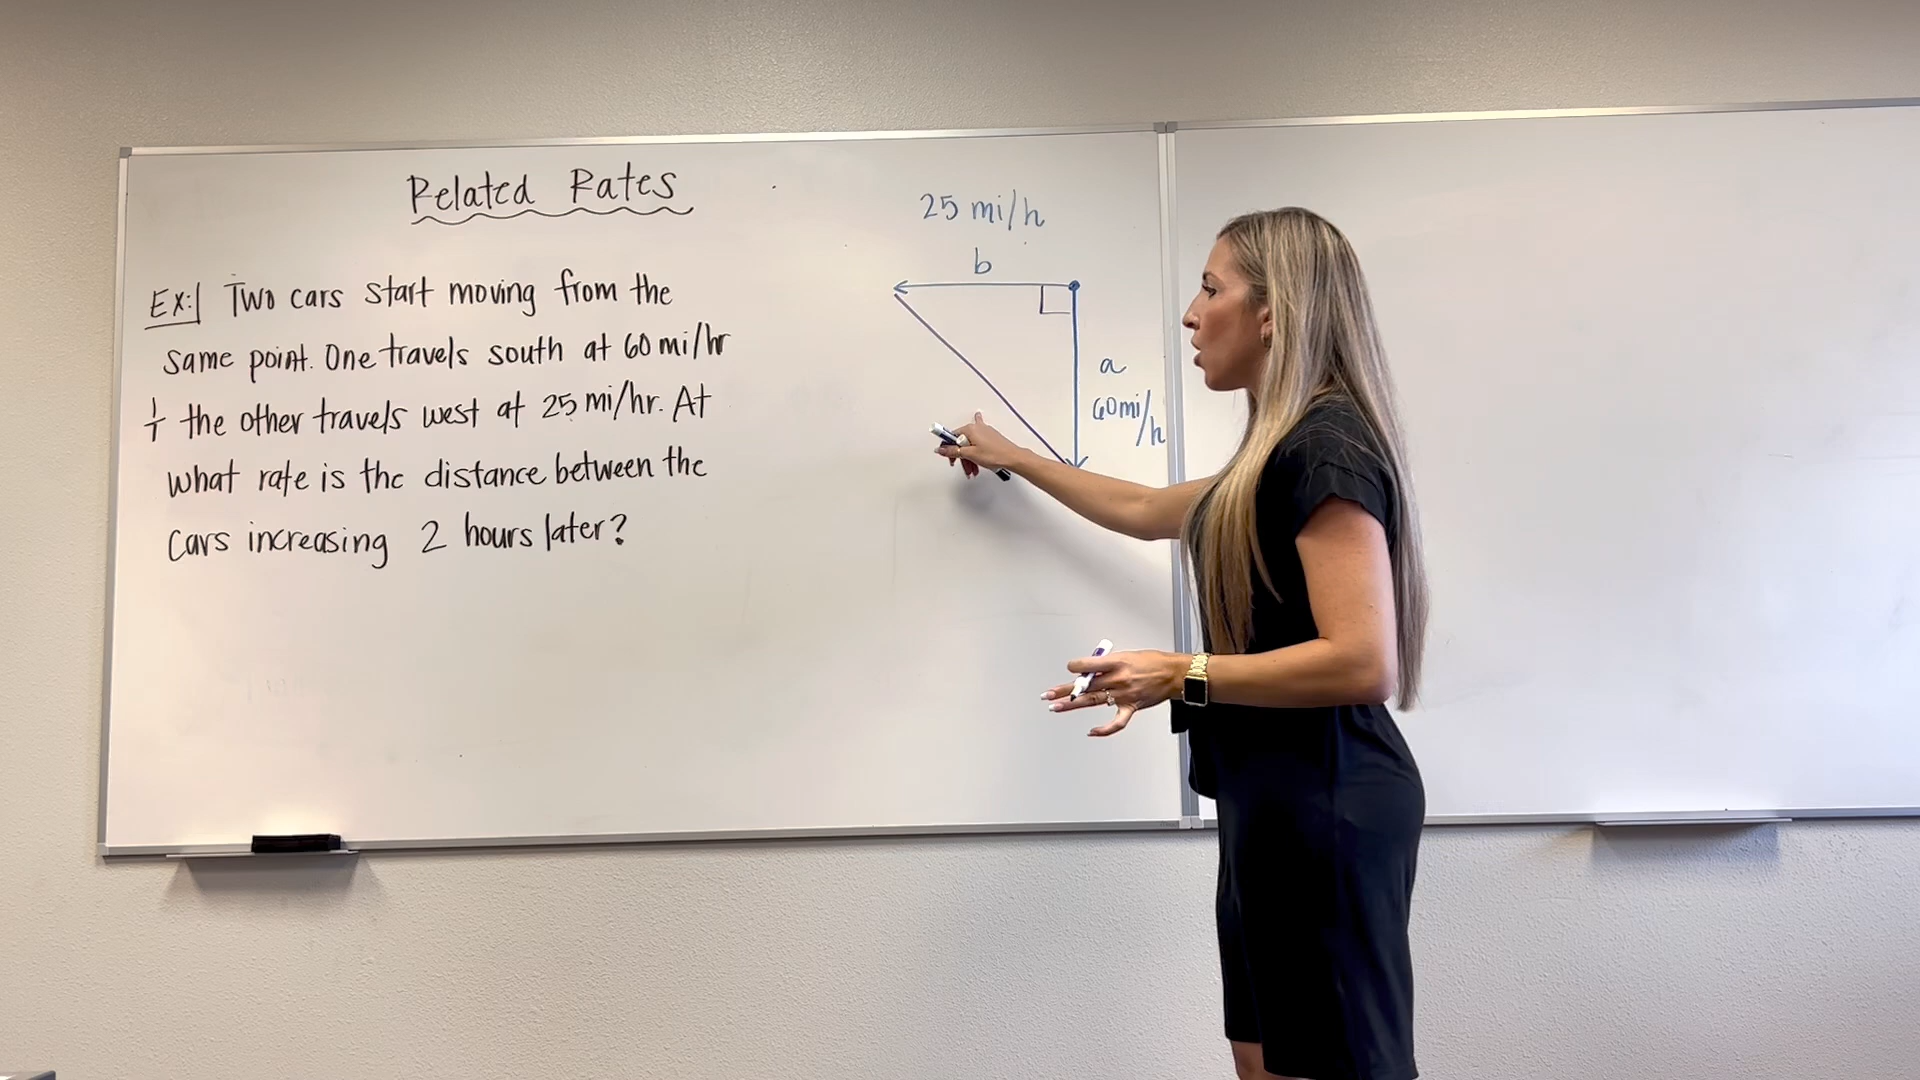 Related Rates
Ex: Two cars start moving from the
same point. One travels south at 60 mi/hr
& the other travels west at 25 mi/hr. At
what rate is the distance between the
cars increasing 2 hours later?
25 mi/h
b
a
60mi
/h